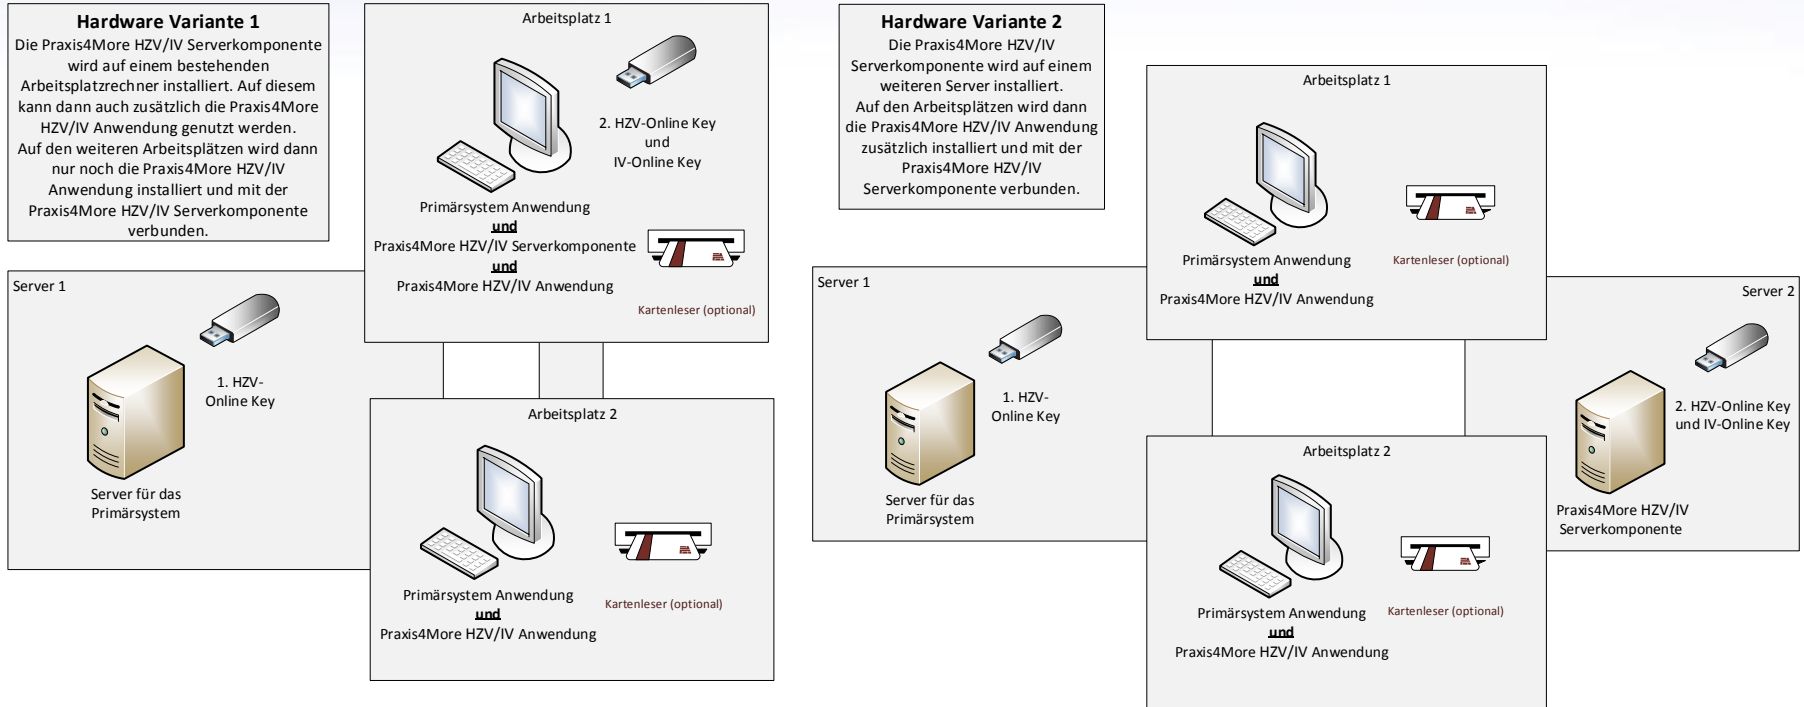 Hardware Variante 1
Die Praxis4More HZV/IV Serverkomponente
wird auf einem bestehenden
Arbeitsplatzrechner installiert. Auf diesem
kann dann auch zusätzlich die Praxis4More
HZV/IV Anwendung genutzt werden.
Auf den weiteren Arbeitsplätzen wird dann
nur noch die Praxis4More HZV/IV
Anwendung installiert und mit der
Praxis4More HZV/IV Serverkomponente
verbunden.
Arbeitsplatz 1
2. HZV-Online Key
und
IV-Online Key
Primärsystem Anwendung
und
Praxis4More HZV/IV Serverkomponente
und
Praxis4More HZV/IV Anwendung
Kartenleser (optional)
Server 1
1. HZV-
Online Key
Server für das
Primärsystem
Arbeitsplatz 2
Primärsystem Anwendung
und
Praxis4More HZV/IV Anwendung
Kartenleser (optional)
Hardware Variante 2
Die Praxis4More HZV/IV
Serverkomponente wird auf einem
weiteren Server installiert.
Auf den Arbeitsplätzen wird dann
die Praxis4More HZV/IV Anwendung
zusätzlich installiert und mit der
Praxis4More HZV/IV
Serverkomponente verbunden.
Arbeitsplatz 1
Primärsystem Anwendung
und
Praxis4More HZV/IV Anwendung
Kartenleser (optional)
Server 1
1. HZV-
Online Key
Server für das
Primärsystem
Server 2
2. HZV-Online Key
und IV-Online Key
Praxis4More HZV/IV
Serverkomponente
Arbeitsplatz 2
Primärsystem Anwendung
und
Praxis4More HZV/IV Anwendung
Kartenleser (optional)